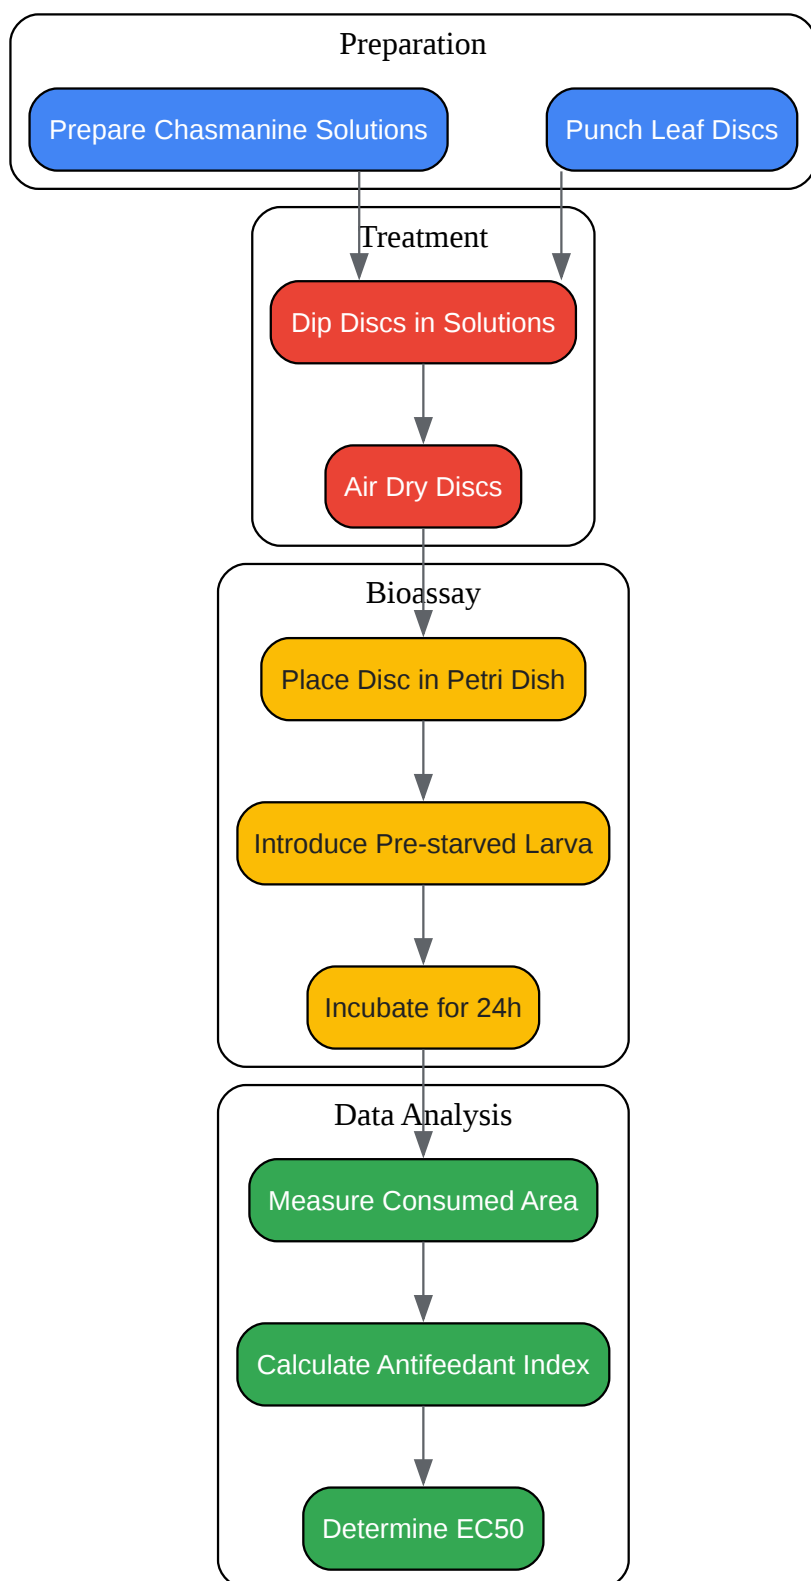 Preparation
Prepare Chasmanine Solutions
Punch Leaf Discs
Treatment
Dip Discs in Solutions
Air Dry Discs
Bioassay
Place Disc in Petri Dish
Introduce Pre-starved Larva
Incubate for 24h
Data Analysis
Measure Consumed Area
Calculate Antifeedant Index
Determine EC50